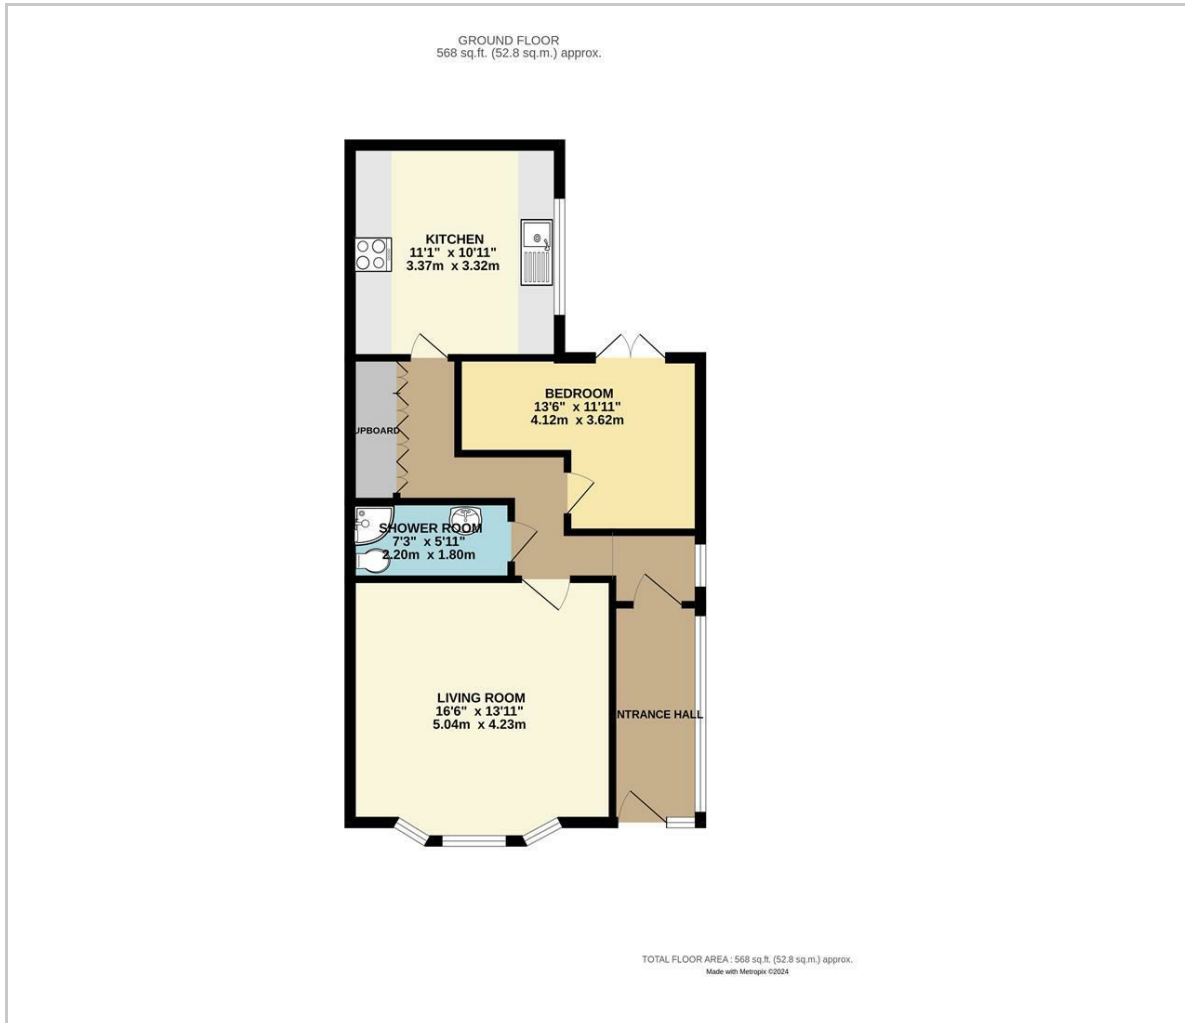 GROUND FLOOR
568 sq.ft. (52.8 sq.m.) approx.
KITCHEN
11'1" x 10'11"
3.37m x 3.32m
BEDROOM
13'6" x 11'11"
4.12m x 3.62m
UPBOARD
SHOWER ROOM
7'3" x 5'11"
2.20m x 1.80m
LIVING ROOM
16'6" x 13'11"
5.04m x 4.23m
NTRANCE HALL
TOTAL FLOOR AREA : 568 sq.ft. (52.8 sq.m.) approx.
Made with Metropix ©2024